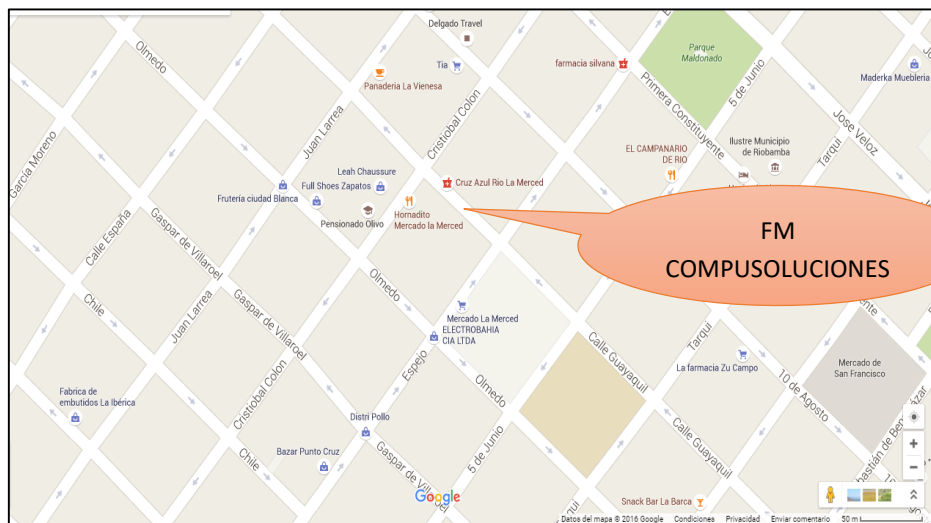 Delgado Travel
Olmedo
Tia
farmacia silvana
Parque
Maldonado
5 de Junio
Maderka Muebleria
Panaderia La Vienesa
Primera Constituyente
Jose Veloz
Juan Larrea
Cristiobal Colon
Garcia Moreno
EL CAMPANARIO
DE RIO
Ilustre Municipio
de Riobamba
Tarqui
Leah Chaussure
Full Shoes Zapatos
Cruz Azul Rio La Merced
Fruteria ciudad Blanca
Pensionado Olivo
Hornadito
Mercado la Merced
FM
COMPUSOLUCIONES
Calle España
Gaspar de Villaroel
Olmedo
Chile
Juan Larrea
Gaspar de Villaroel
Mercado La Merced
ELECTROBAHIA
CIA LTDA
Calle Guayaquil
Tarqui
La farmacia Zu Campo
Mercado de
San Francisco
Espejo
Olmedo
10 de Agosto
Cristiobal Colon
Fabrica de
embutidos La Ibérica
Distri Pollo
Calle Guayaquil
Chile
Bazar Punto Cruz
Gaspar de Villaroel
5 de Junio
Google
Snack Bar La Barca
Datos del mapa © 2016 Google Condiciones Privacidad Enviar comentario 50 m